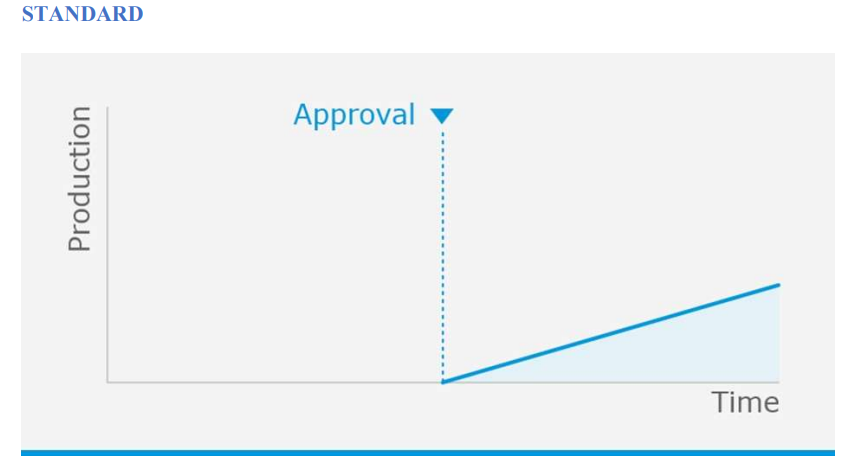 STANDARD
Approval
Production
Time